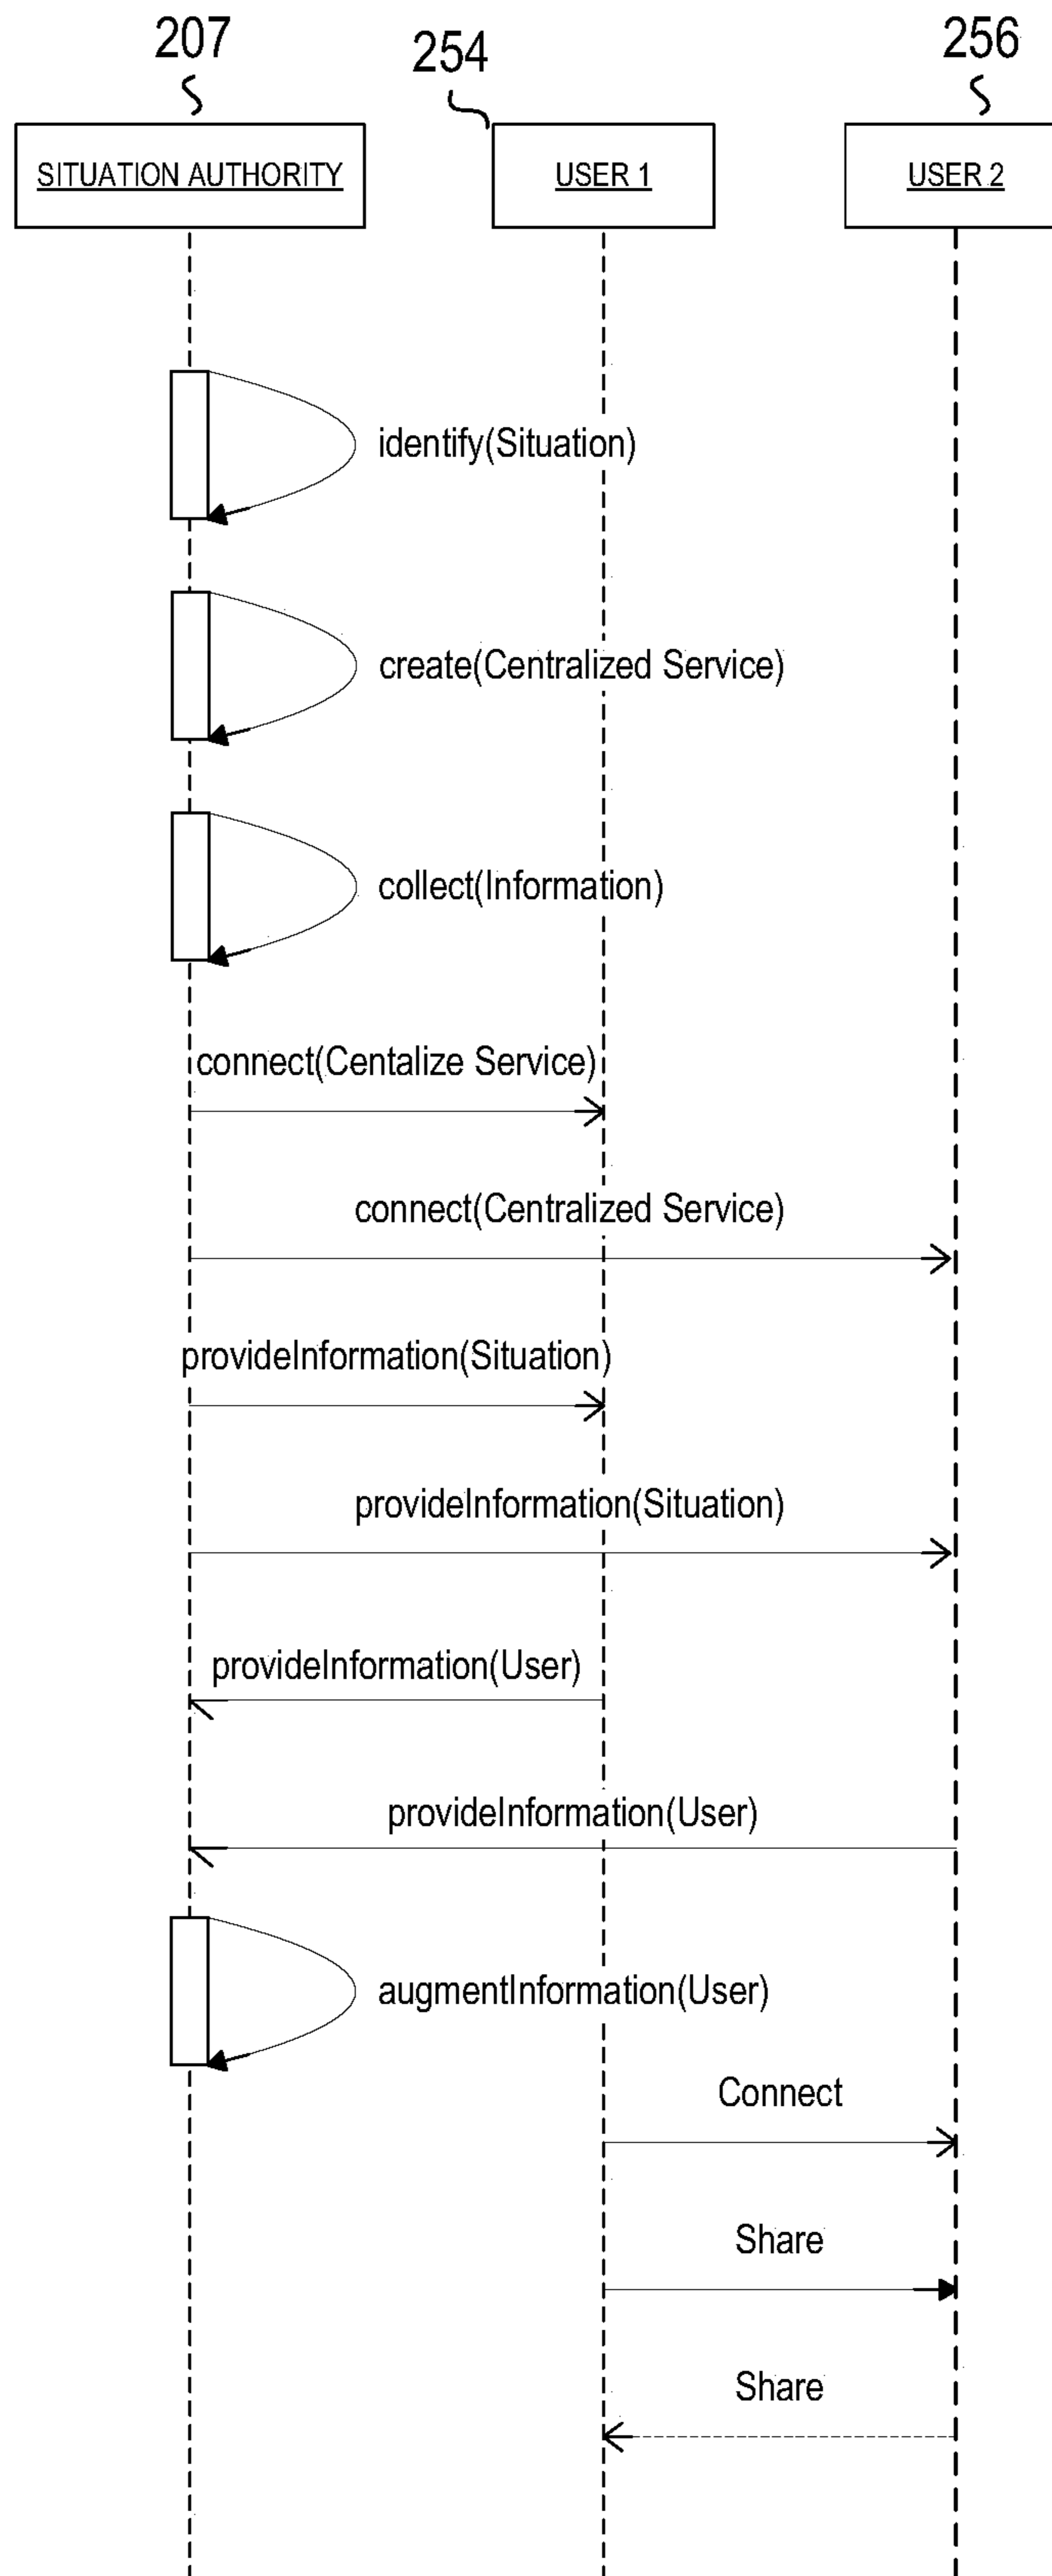 207
254
256
SITUATION AUTHORITY
USER 1
USER 2
identify(Situation)
create(Centralized Service)
collect(Information)
connect(Centalize Service)
connect(Centralized Service)
provideInformation(Situation)
provideInformation(Situation)
provideInformation(User)
provideInformation(User)
augmentInformation(User)
Connect
Share
Share